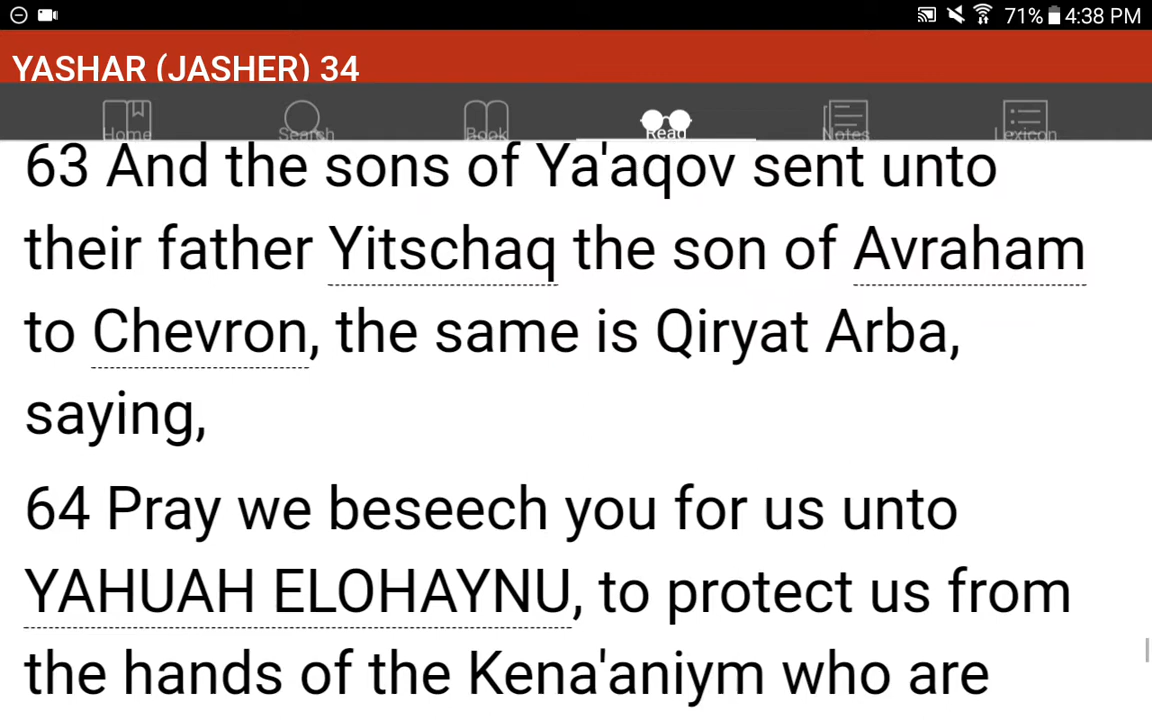 71% 4:38 PM
YASHAR (JASHER) 34
Home Search Book Read Notes Lexicon
63 And the sons of Ya'aqov sent unto
their father Yitschaq the son of Avraham
to Chevron, the same is Qiryat Arba,
saying,
64 Pray we beseech you for us unto
YAHUAH ELOHAYNU, to protect us from
the hands of the Kena'aniym who are